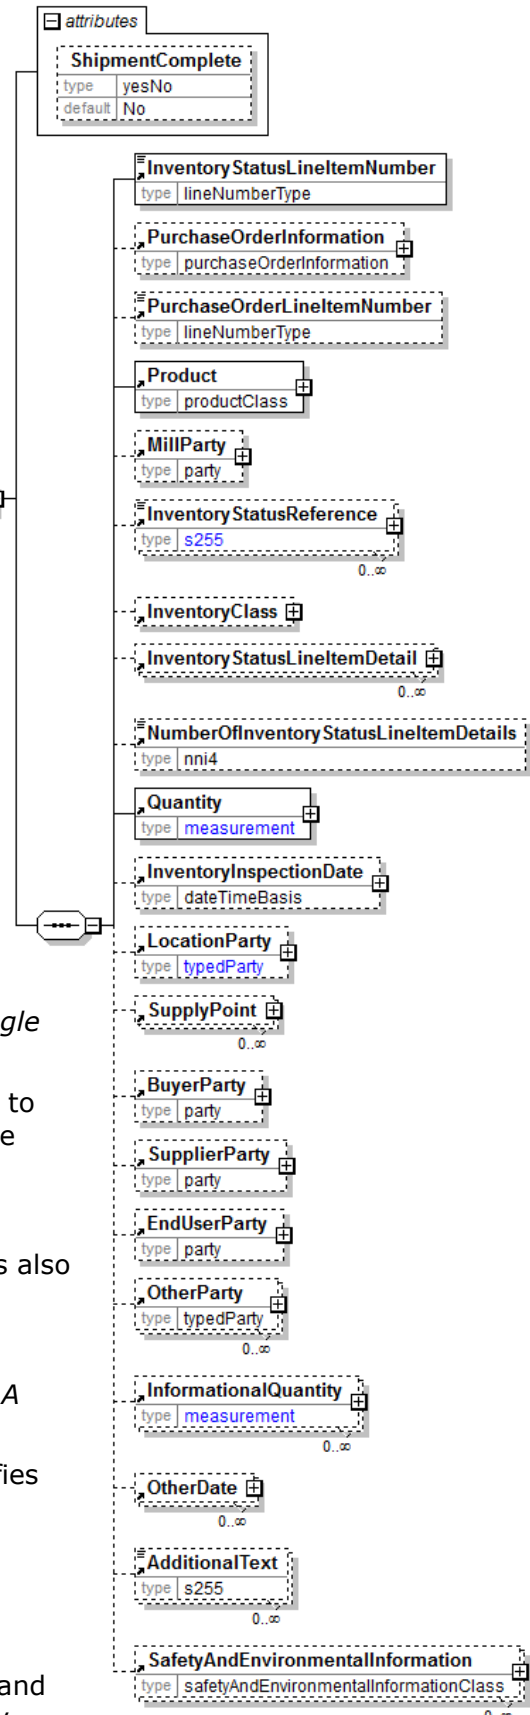 attributes
ShipmentComplete
type yesNo
default No
InventoryStatusLineItemNumber
type lineNumberType
PurchaseOrderInformation
type purchaseOrderInformation
PurchaseOrderLineItemNumber
type lineNumberType
Product
type productClass
MillParty
type party
InventoryStatusReference
type s255
0..∞
InventoryClass
InventoryStatusLineItemDetail
0..∞
NumberOfInventoryStatusLineItemDetails
type nni4
Quantity
type measurement
InventoryInspectionDate
type dateTimeBasis
LocationParty
type typedParty
SupplyPoint
gle
0..∞
BuyerParty
to
type party
e
SupplierParty
type party
EndUserParty
type party
s also
OtherParty
type typedParty
0..∞
InformationalQuantity
A
type measurement
0..∞
fies
OtherDate
0..∞
AdditionalText
type s255
0..∞
SafetyAndEnvironmentalInformation
and
type safetyAndEnvironmentalInformationClass